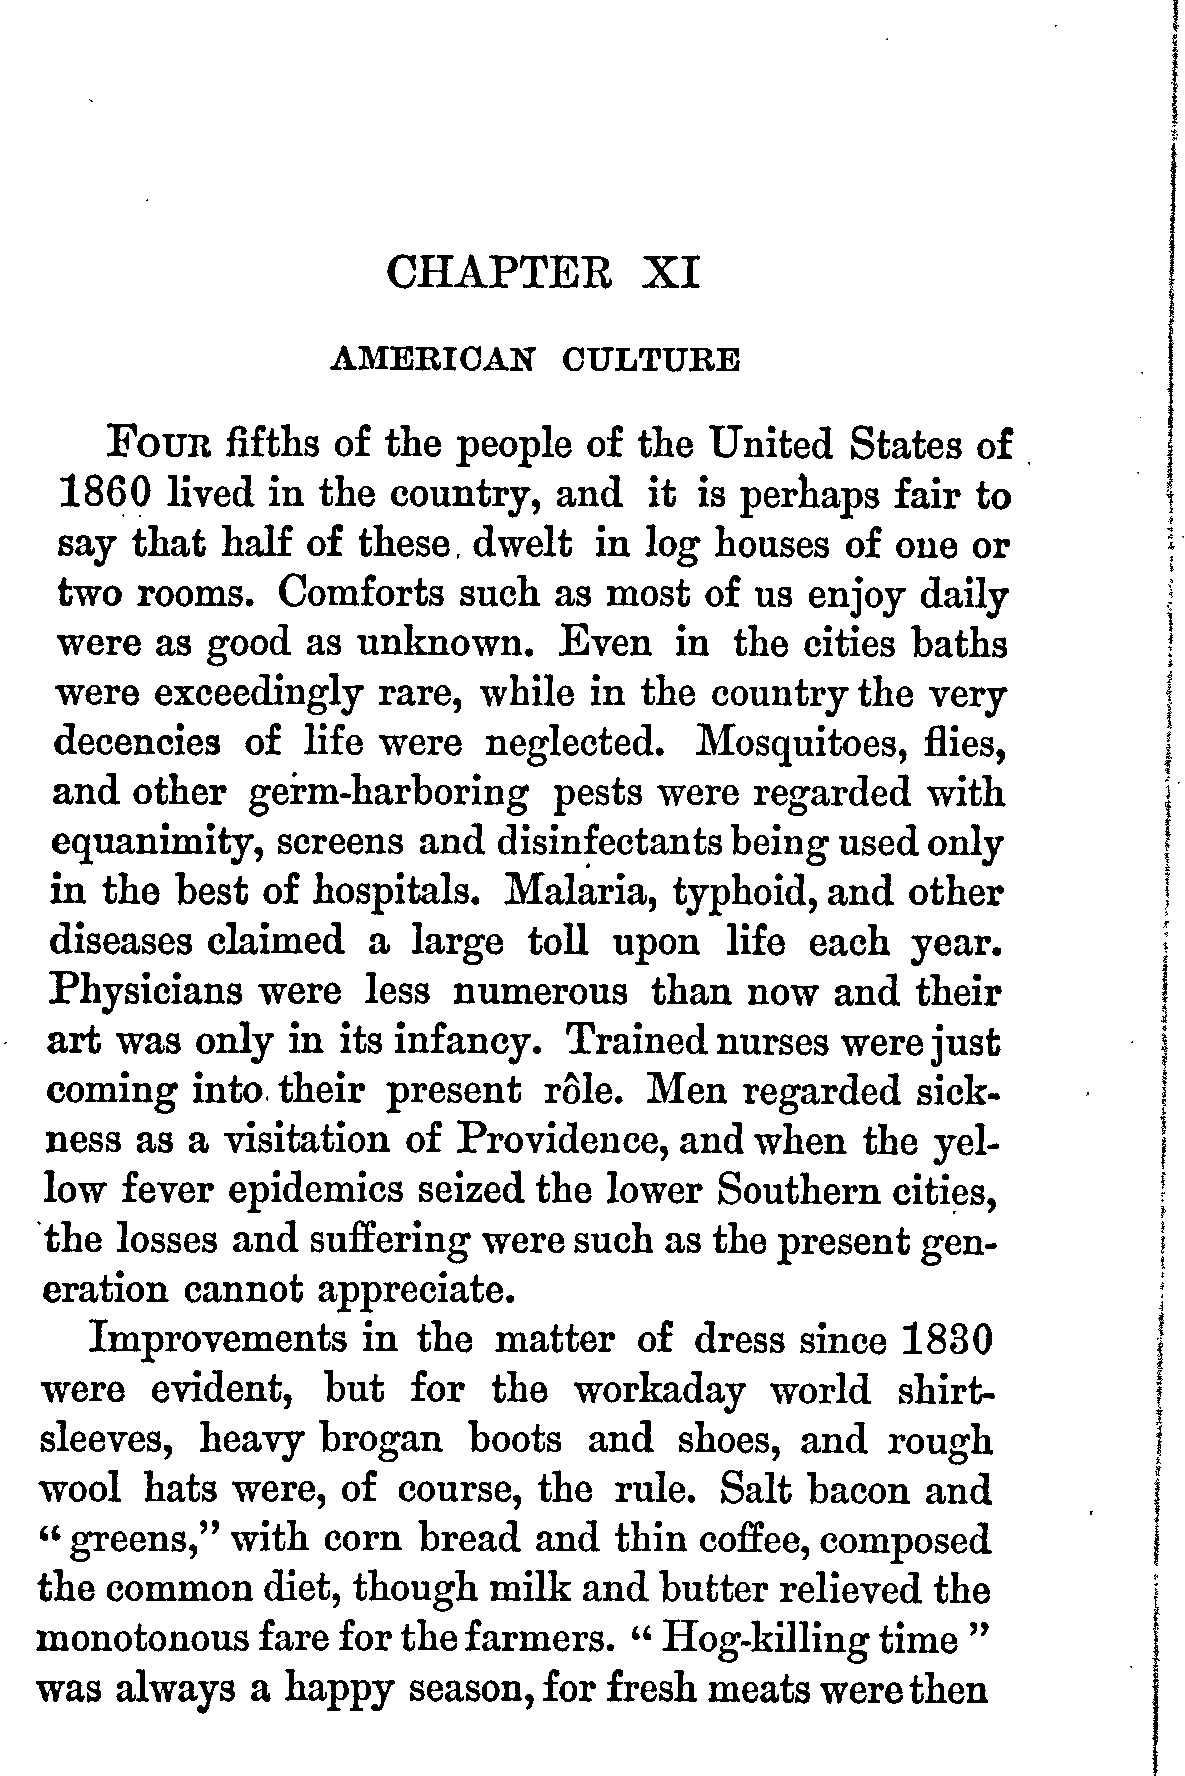 CHAPTER XI
AMERICAN CULTURE
FOUR fifths of the people of the United States of
1860 lived in the country, and it is perhaps fair to
say that half of these dwelt in log houses of one or
two rooms. Comforts such as most of us enjoy daily
were as good as unknown. Even in the cities baths
were exceedingly rare, while in the country the very
decencies of life were neglected. Mosquitoes, flies,
and other germ-harboring pests were regarded with
equanimity, screens and disinfectants being used only
in the best of hospitals. Malaria, typhoid, and other
diseases claimed a large toll upon life each year.
Physicians were less numerous than now and their
art was only in its infancy. Trained nurses were just
coming into their present rôle. Men regarded sick-
ness as a visitation of Providence, and when the yel-
low fever epidemics seized the lower Southern cities,
the losses and suffering were such as the present gen-
eration cannot appreciate.
Improvements in the matter of dress since 1830
were evident, but for the workaday world shirt-
sleeves, heavy brogan boots and shoes, and rough
wool hats were, of course, the rule. Salt bacon and
“ greens,” with corn bread and thin coffee, composed
the common diet, though milk and butter relieved the
monotonous fare for the farmers. “ Hog-killing time ”
was always a happy season, for fresh meats were then